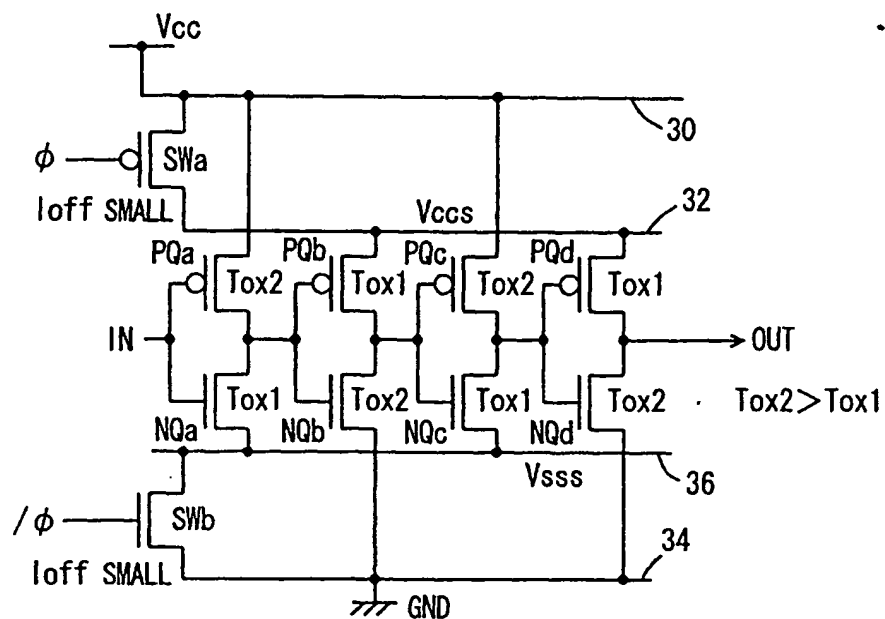 Vcc
30
ϕ SWa
Ioff SMALL Vccs 32
PQa PQb PQc PQd
Tox2 Tox1 Tox2 Tox1
IN OUT
Tox1 Tox2 Tox1 Tox2 Tox2>Tox1
NQa NQb NQc NQd
Vsss 36
/ϕ SWb
Ioff SMALL 34
GND